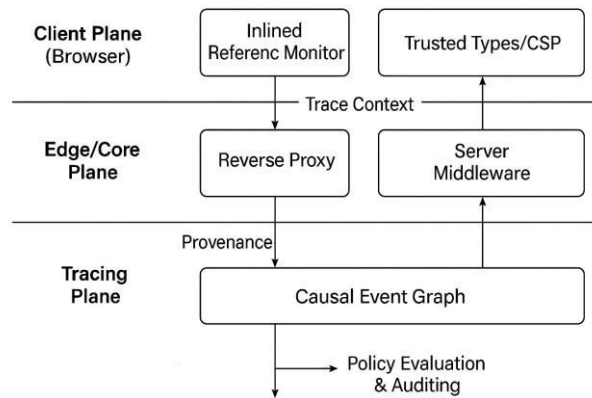 Client Plane
(Browser)
Inlined
Referenc Monitor
Trusted Types/CSP
Trace Context
Edge/Core
Plane
Reverse Proxy
Server
Middleware
Provenance
Tracing
Plane
Causal Event Graph
Policy Evaluation
& Auditing